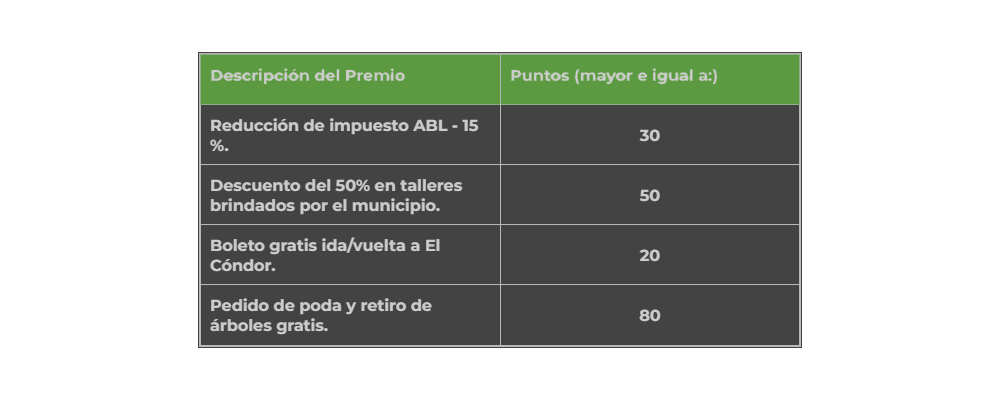 Descripción del Premio
Puntos (mayor e igual a:)
Reducción de impuesto ABL - 15
%.
30
Descuento del 50% en talleres
brindados por el municipio.
50
Boleto gratis ida/vuelta a El
Cóndor.
20
Pedido de poda y retiro de
árboles gratis.
80